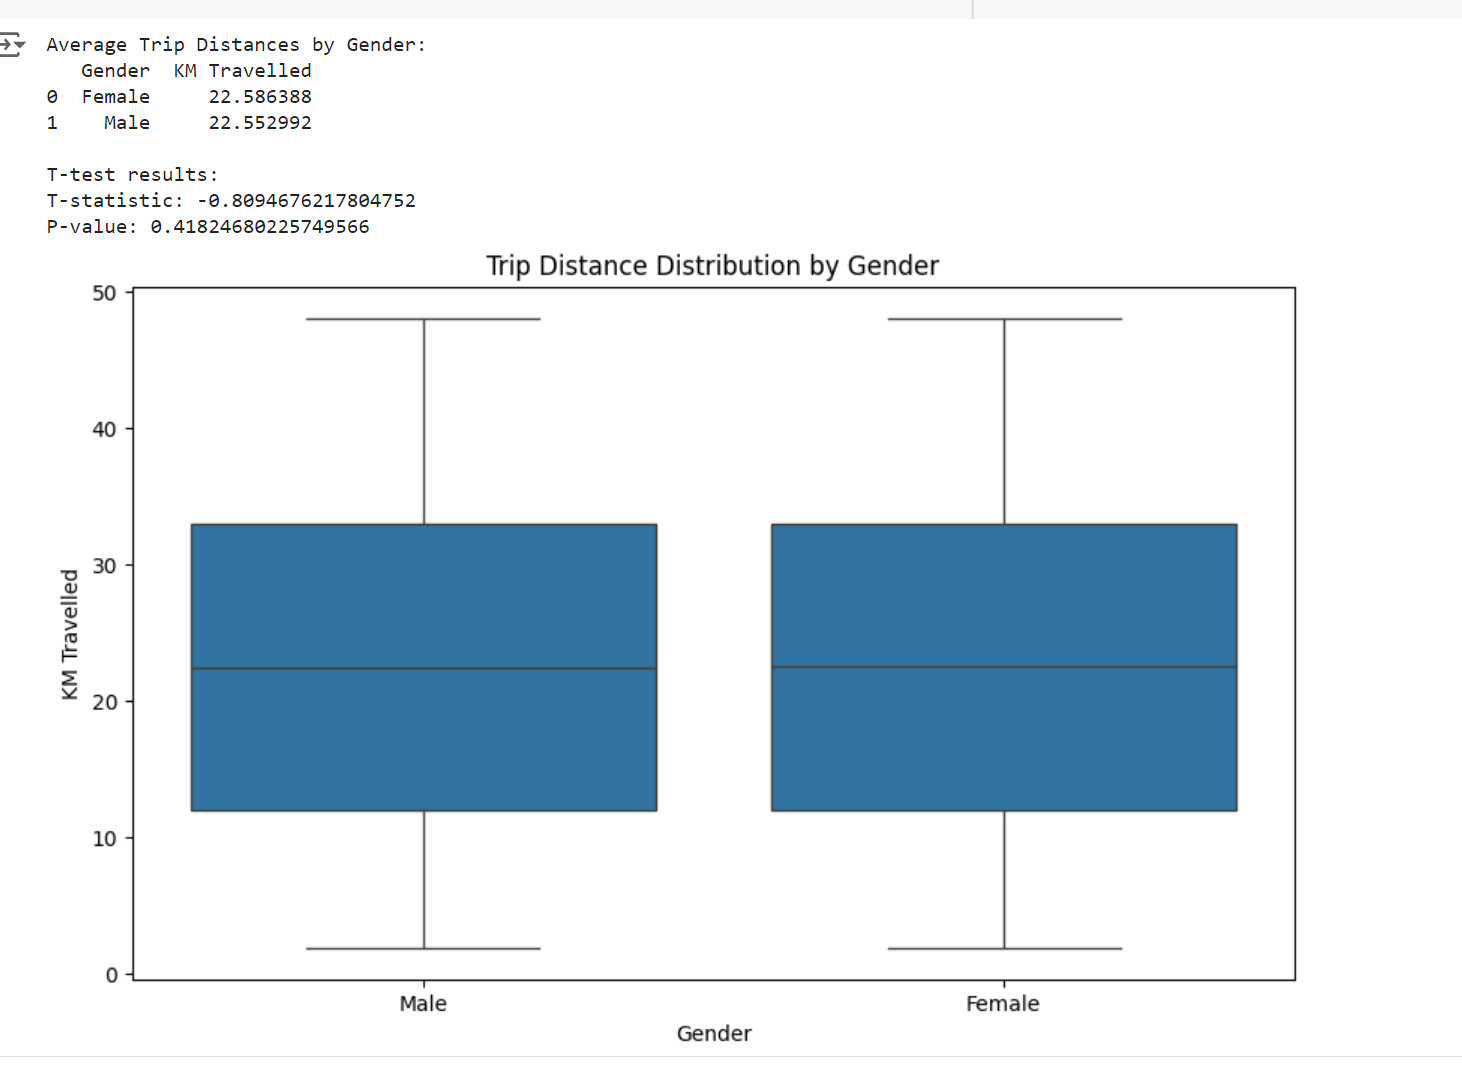 Average Trip Distances by Gender:
Gender KM Travelled
0 Female 22.586388
1 Male 22.552992
T-test results:
T-statistic: -0.8094676217804752
P-value: 0.41824680225749566
Trip Distance Distribution by Gender
50
40
30
20
10
0
KM Travelled
Male Female
Gender